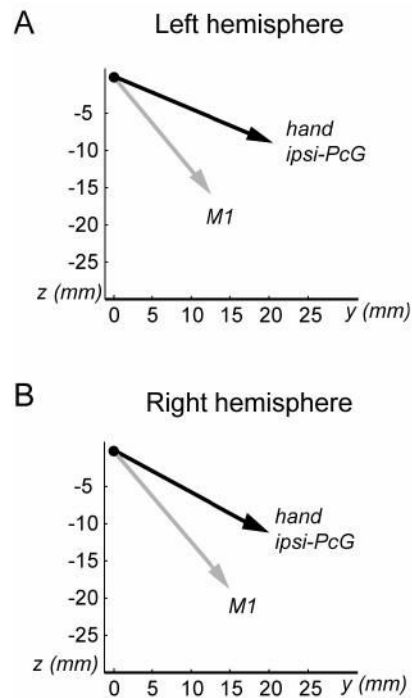 A
Left hemisphere
-5
-10
-15
-20
-25
hand
ipsi-PcG
M1
z (mm)
0 5 10 15 20 25
y (mm)
B
Right hemisphere
-5
-10
-15
-20
-25
hand
ipsi-PcG
M1
z (mm)
0 5 10 15 20 25
y (mm)